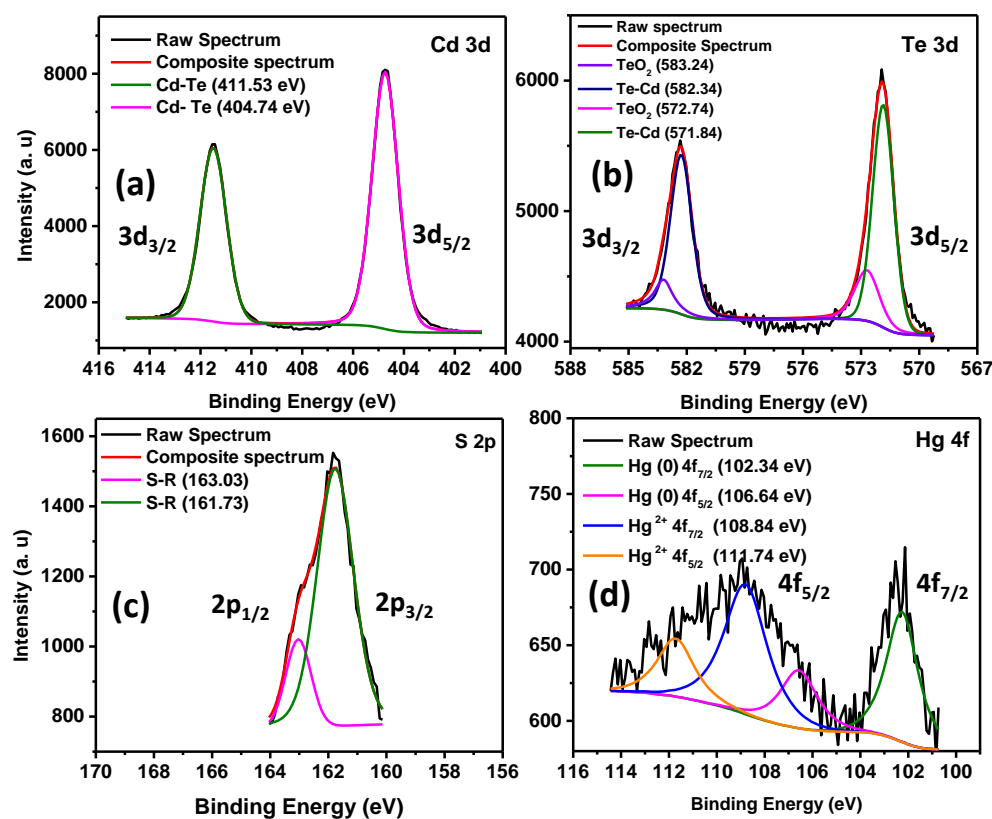 Raw Spectrum
Composite spectrum
Cd-Te (411.53 eV)
Cd- Te (404.74 eV)
Cd 3d
(a)
3d3/2
3d5/2
8000
6000
4000
2000
Intensity (a. u)
416 414 412 410 408 406 404 402 400
Binding Energy (eV)
Raw Spectrum
Composite Spectrum
TeO2 (583.24)
Te-Cd (582.34)
TeO2 (572.74)
Te-Cd (571.84)
Te 3d
(b)
3d3/2
3d5/2
6000
5000
4000
588 585 582 579 576 573 570 567
Binding Energy (eV)
Raw Spectrum
Composite spectrum
S-R (163.03)
S-R (161.73)
S 2p
(c)
2p1/2
2p3/2
1600
1400
1200
1000
800
Intensity (a. u)
170 168 166 164 162 160 158 156
Binding Energy (eV)
Raw Spectrum
Hg (0) 4f7/2 (102.34 eV)
Hg (0) 4f5/2 (106.64 eV)
Hg 2+ 4f7/2 (108.84 eV)
Hg 2+ 4f5/2 (111.74 eV)
Hg 4f
(d)
4f5/2
4f7/2
800
750
700
650
600
116 114 112 110 108 106 104 102 100
Binding Energy (eV)